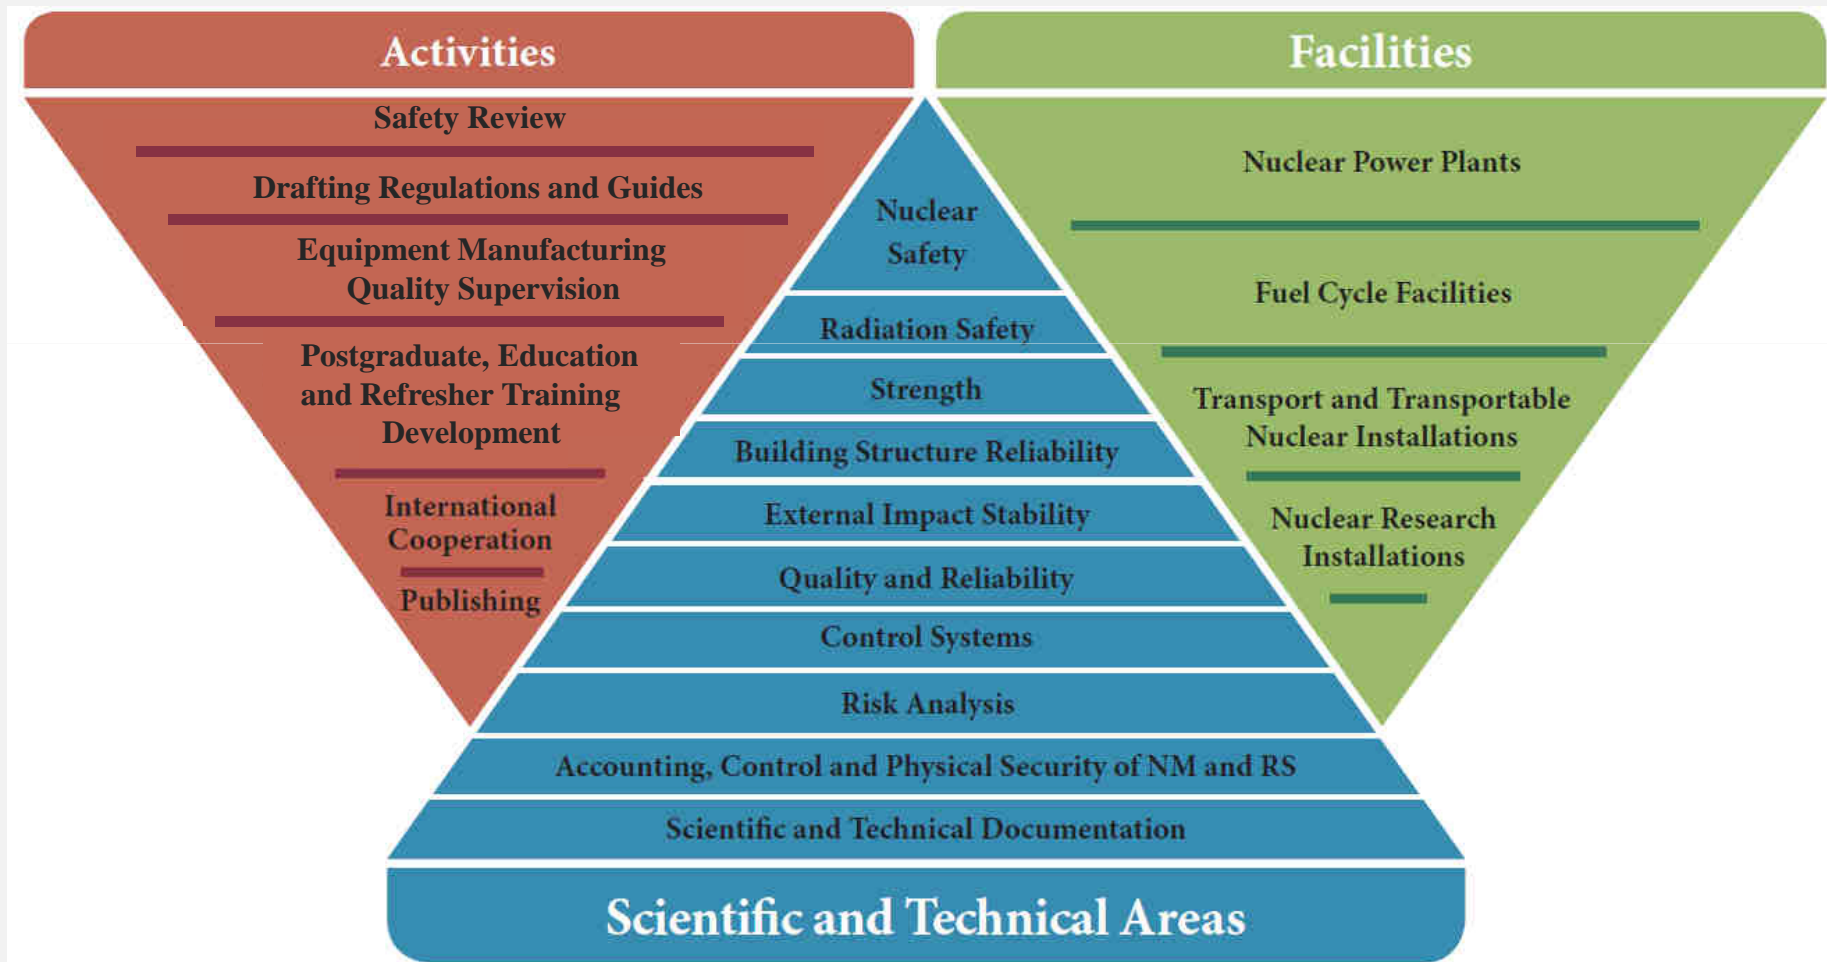 Activities
Safety Review
Drafting Regulations and Guides
Equipment Manufacturing
Quality Supervision
Postgraduate, Education
and Refresher Training
Development
International
Cooperation
Publishing
Facilities
Nuclear Power Plants
Fuel Cycle Facilities
Transport and Transportable
Nuclear Installations
Nuclear Research
Installations
Nuclear
Safety
Radiation Safety
Strength
Building Structure Reliability
External Impact Stability
Quality and Reliability
Control Systems
Risk Analysis
Accounting, Control and Physical Security of NM and RS
Scientific and Technical Documentation
Scientific and Technical Areas